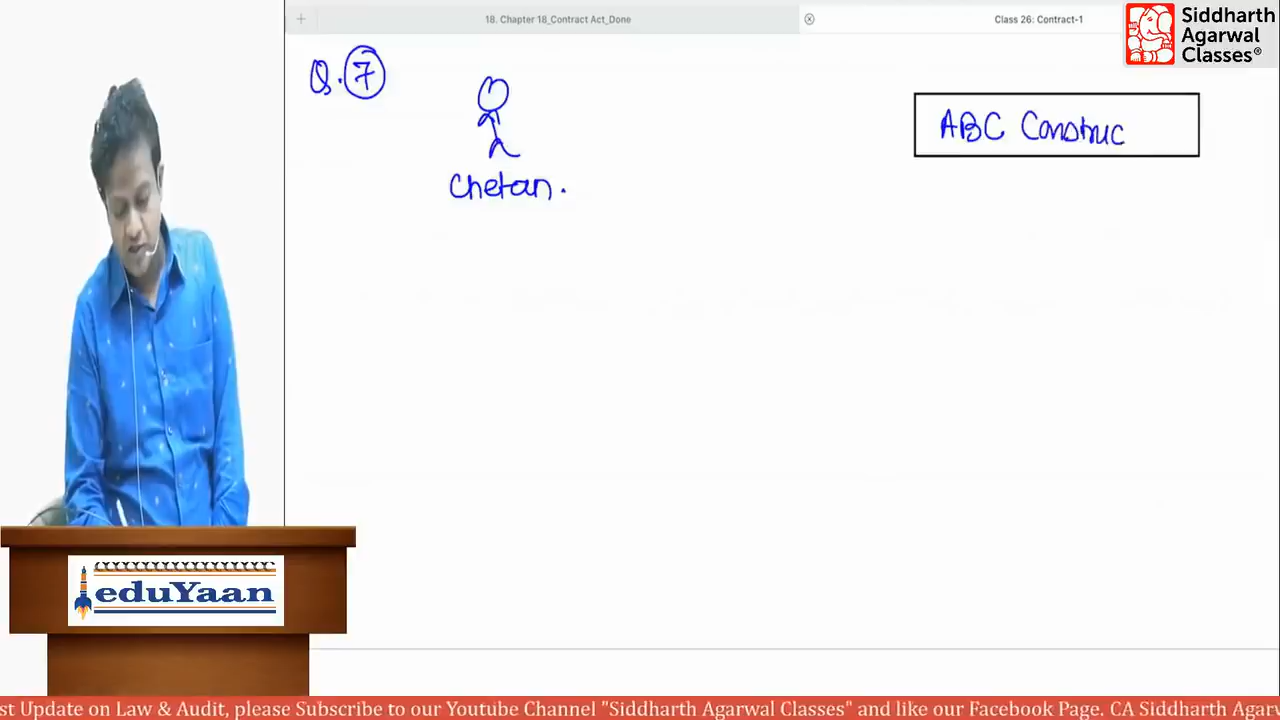 18. Chapter 18_Contract Act_Done
Class 26: Contract-1
Siddharth
Agarwal
Classes®
Q. 7
Chetan.
ABC Construc
eduYaan
st Update on Law & Audit, please Subscribe to our Youtube Channel "Siddharth Agarwal Classes" and like our Facebook Page. CA Siddharth Agarw